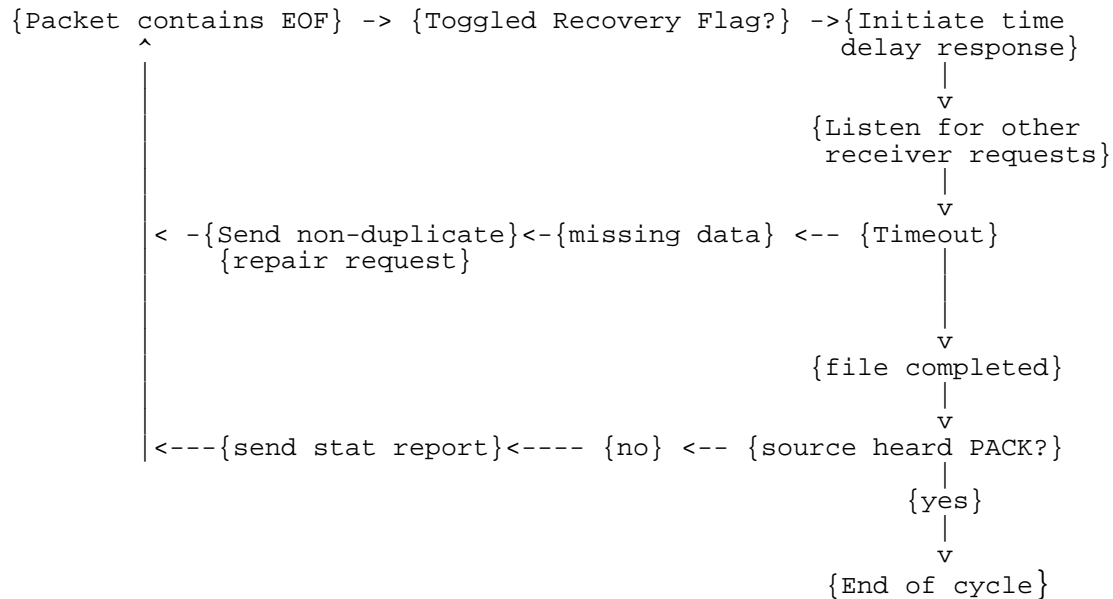 {Packet contains EOF} -> {Toggled Recovery Flag?} ->{Initiate time
^ delay response}
|
v
{Listen for other
receiver requests}
|
v
|< -{Send non-duplicate}<-{missing data} <-- {Timeout}
{repair request}
|
v
{file completed}
|
v
|<---{send stat report}<---- {no} <-- {source heard PACK?}
|
{yes}
|
v
{End of cycle}